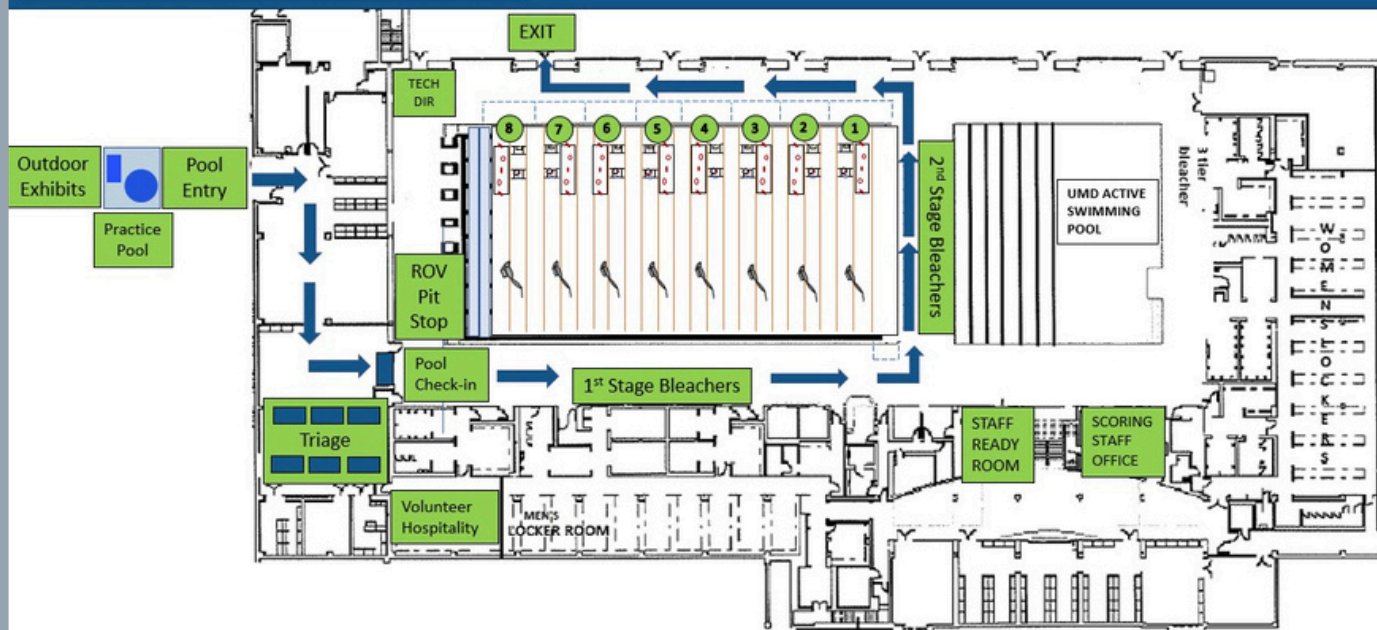 EXIT
TECH
DIR
8
7
6
5
4
3
2
1
Outdoor
Exhibits
Pool
Entry
Practice
Pool
2nd Stage Bleachers
UMD ACTIVE
SWIMMING
POOL
3 tier
bleacher
WOMENS LOCKERS
ROV
Pit
Stop
Pool
Check-in
1st Stage Bleachers
Triage
STAFF
READY
ROOM
SCORING
STAFF
OFFICE
Volunteer
Hospitality
MEN'S
LOCKER ROOM